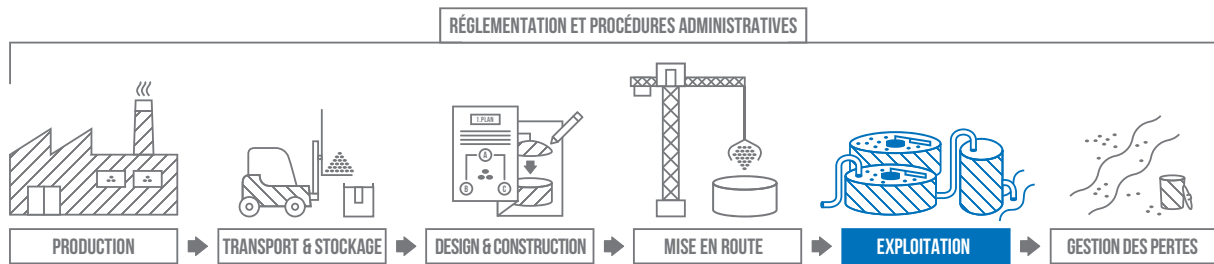 RÉGLEMENTATION ET PROCÉDURES ADMINISTRATIVES
1.PLAN
A
B
C
PRODUCTION
TRANSPORT & STOCKAGE
DESIGN & CONSTRUCTION
MISE EN ROUTE
EXPLOITATION
GESTION DES PERTES